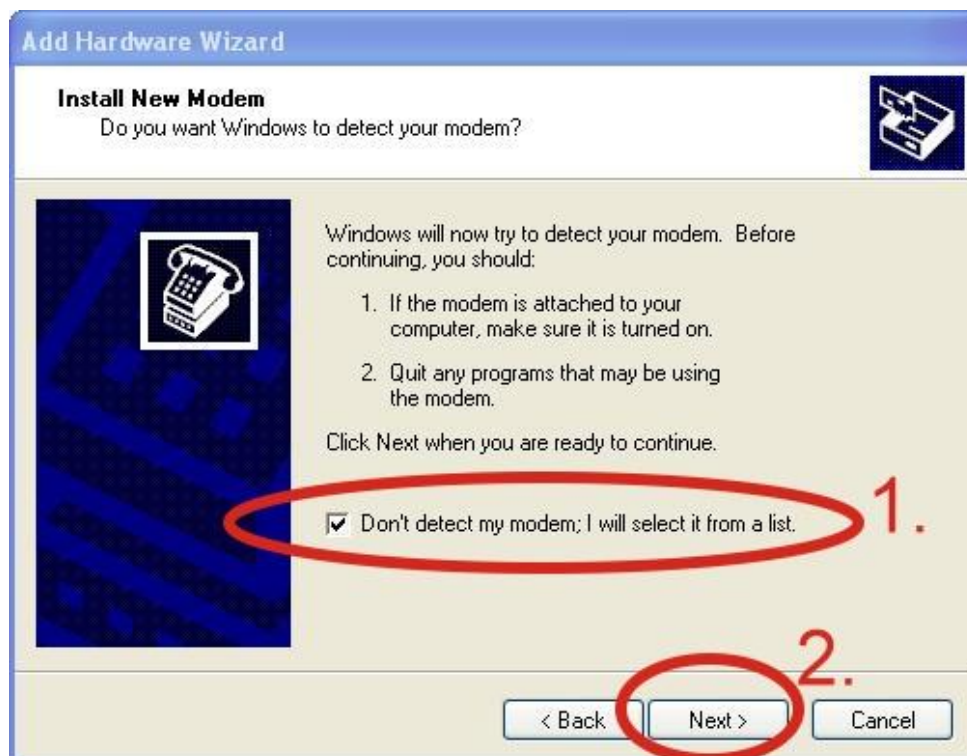 Add Hardware Wizard
Install New Modem
Do you want Windows to detect your modem?
Windows will now try to detect your modem. Before
continuing, you should:
1. If the modem is attached to your
computer, make sure it is turned on.
2. Quit any programs that may be using
the modem.
Click Next when you are ready to continue.
Don't detect my modem; I will select it from a list.
1.
2.
< Back
Next >
Cancel